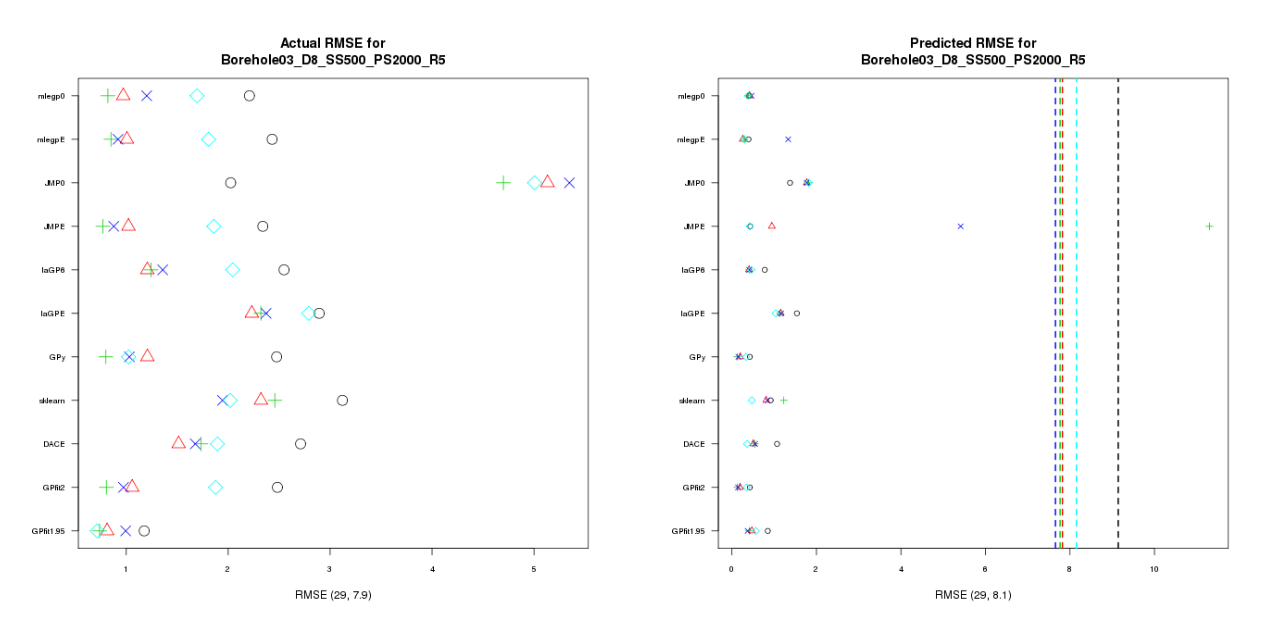 Actual RMSE for
Borehole03_D8_SS500_PS2000_R5
mlegp0
mlegpE
JMP0
JMPE
laGP6
laGPE
GPy
sklearn
DACE
GPfit2
GPfit1.95
1 2 3 4 5
RMSE (29, 7.9)
Predicted RMSE for
Borehole03_D8_SS500_PS2000_R5
mlegp0
mlegpE
JMP0
JMPE
laGP6
laGPE
GPy
sklearn
DACE
GPfit2
GPfit1.95
0 2 4 6 8 10
RMSE (29, 8.1)